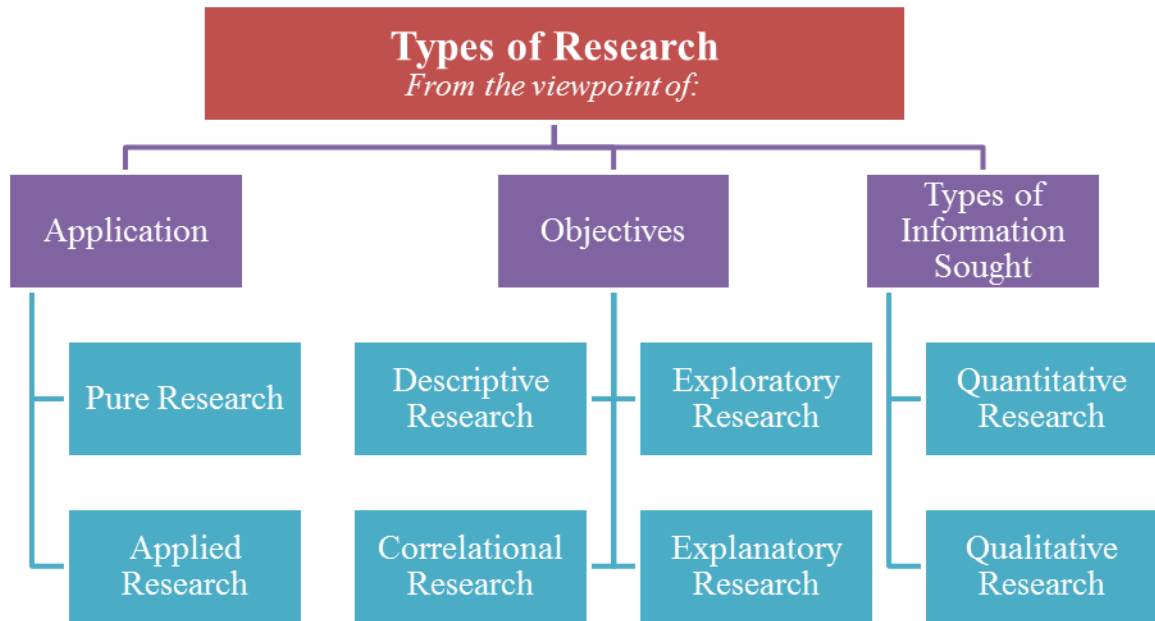 Types of Research
From the viewpoint of:
Application
Objectives
Types of
Information
Sought
Pure Research
Applied
Research
Descriptive
Research
Exploratory
Research
Correlational
Research
Explanatory
Research
Quantitative
Research
Qualitative
Research